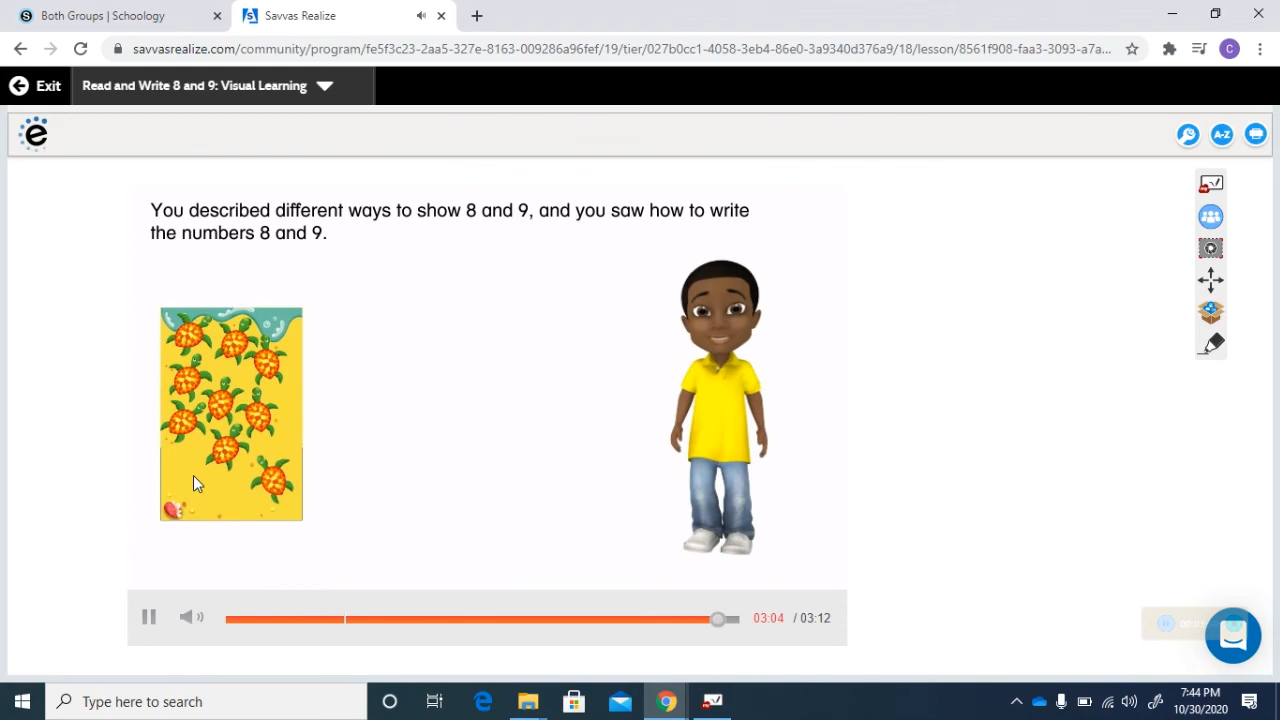 Both Groups | Schoology
Savvas Realize
savvasrealize.com/community/program/fe5f3c23-2aa5-327e-8163-009286a96fef/19/tier/027b0cc1-4058-3eb4-86e0-3a9340d376a9/18/lesson/8561f908-faa3-3093-a7a...
C
Exit
Read and Write 8 and 9: Visual Learning
e
A-Z
You described different ways to show 8 and 9, and you saw how to write
the numbers 8 and 9.
03:04 / 03:12
Type here to search
7:44 PM
10/30/2020